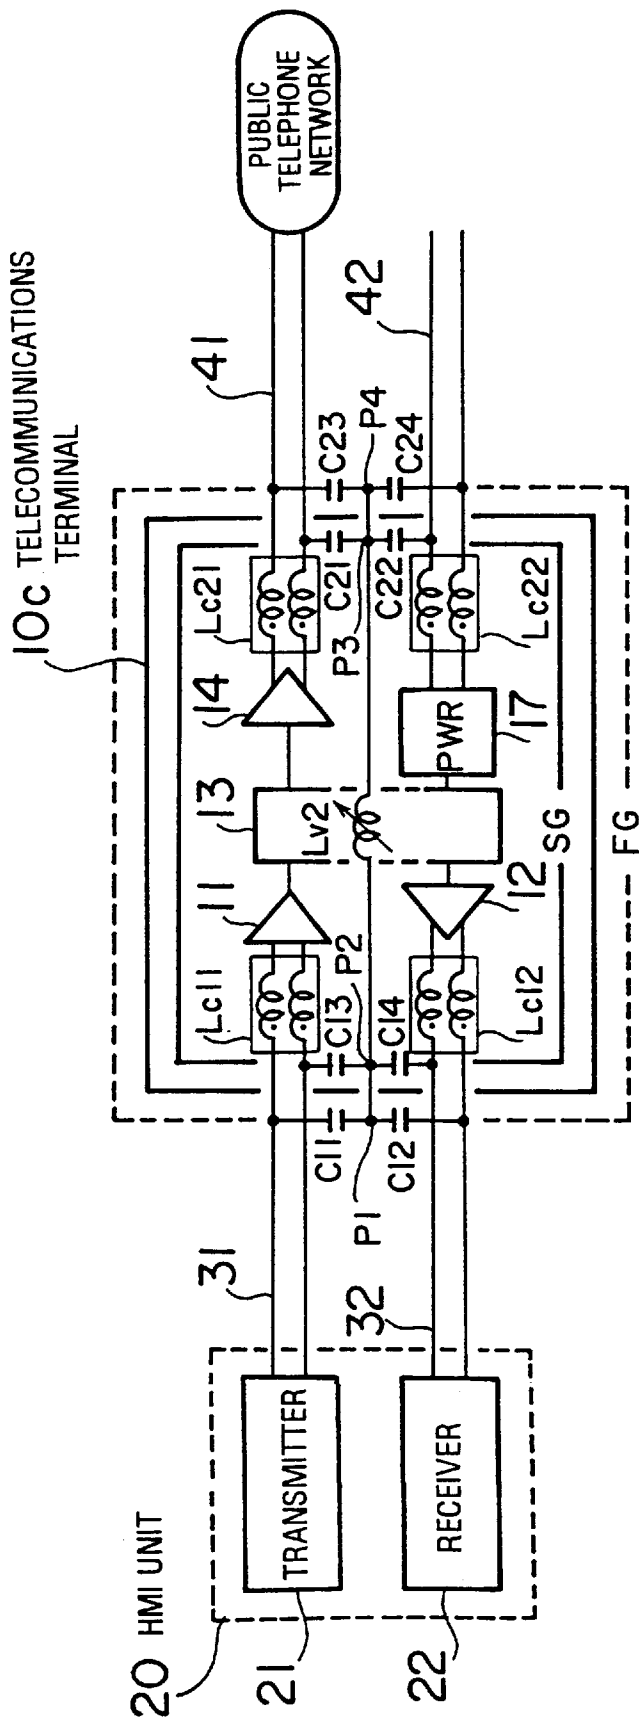 10c TELECOMMUNICATIONS
TERMINAL
20 HMI UNIT
21
TRANSMITTER
22
RECEIVER
31
32
C11
C12
P1
Lc11
C13
P2
C14
Lc12
11
12
13
Lv2
14
PWR
17
SG
FG
Lc21
C21
P3
C22
Lc22
C23
P4
C24
41
42
PUBLIC
TELEPHONE
NETWORK